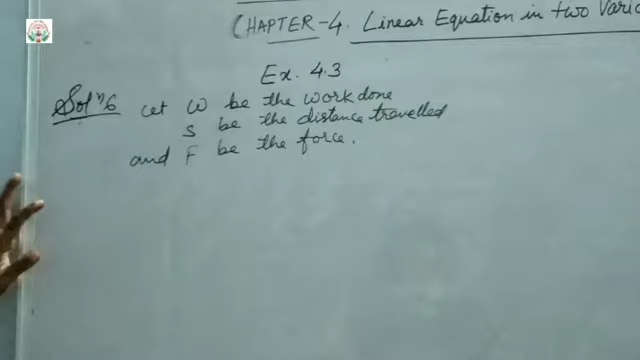 CHAPTER-4. Linear Equation in two Varia
Ex. 4.3
Solⁿ 6 Let W be the work done
S be the distance travelled
and F be the force.